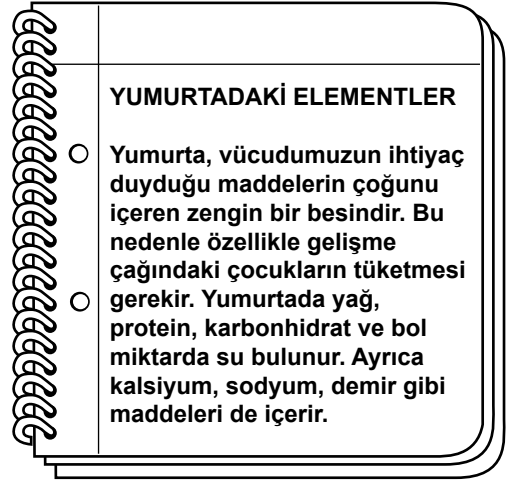 YUMURTADAKİ ELEMENTLER
Yumurta, vücudumuzun ihtiyaç
duyduğu maddelerin çoğunu
içeren zengin bir besindir. Bu
nedenle özellikle gelişme
çağındaki çocukların tüketmesi
gerekir. Yumurtada yağ,
protein, karbonhidrat ve bol
miktarda su bulunur. Ayrıca
kalsiyum, sodyum, demir gibi
maddeleri de içerir.